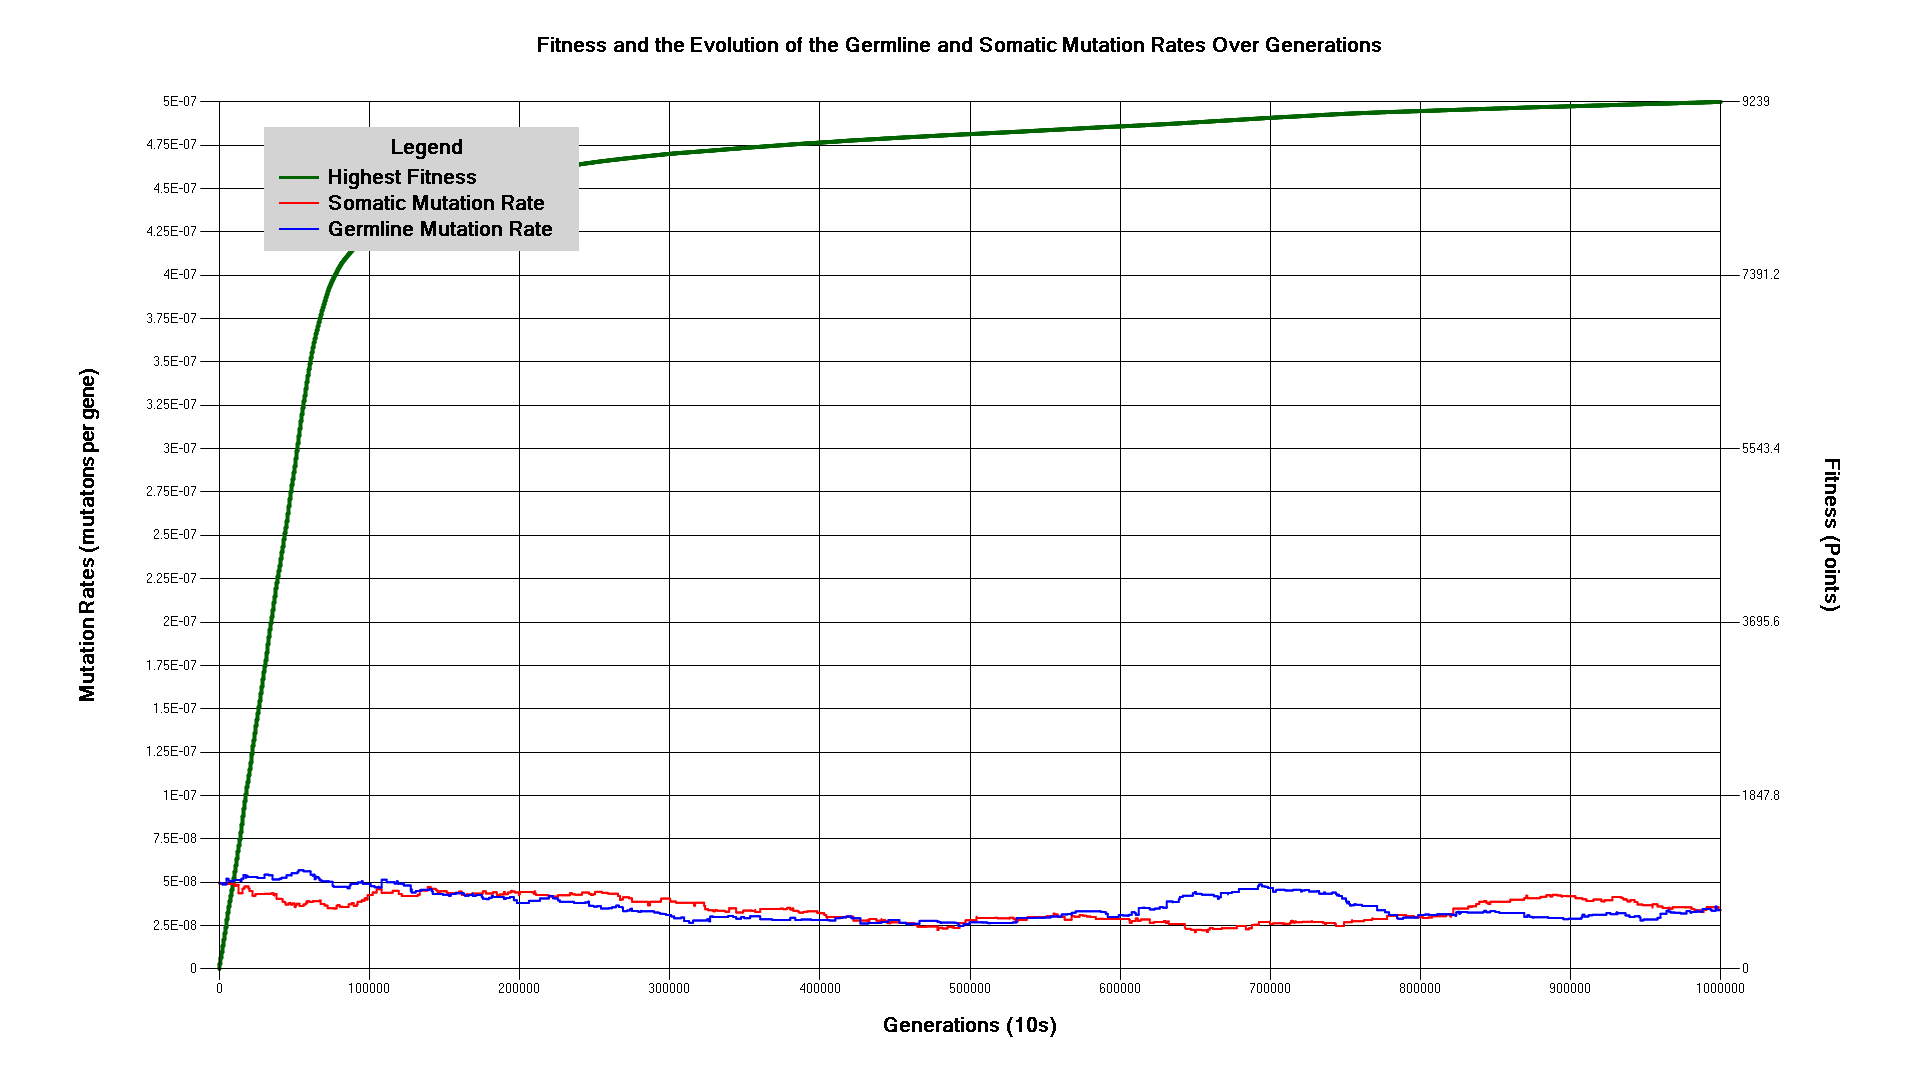 Fitness and the Evolution of the Germline and Somatic Mutation Rates Over Generations
Legend
Highest Fitness
Somatic Mutation Rate
Germline Mutation Rate
Mutation Rates (mutatons per gene)
5E-07
4.75E-07
4.5E-07
4.25E-07
4E-07
3.75E-07
3.5E-07
3.25E-07
3E-07
2.75E-07
2.5E-07
2.25E-07
2E-07
1.75E-07
1.5E-07
1.25E-07
1E-07
7.5E-08
5E-08
2.5E-08
0
9239
7391.2
5543.4
3695.6
1847.8
0
Fitness (Points)
0 100000 200000 300000 400000 500000 600000 700000 800000 900000 1000000
Generations (10s)